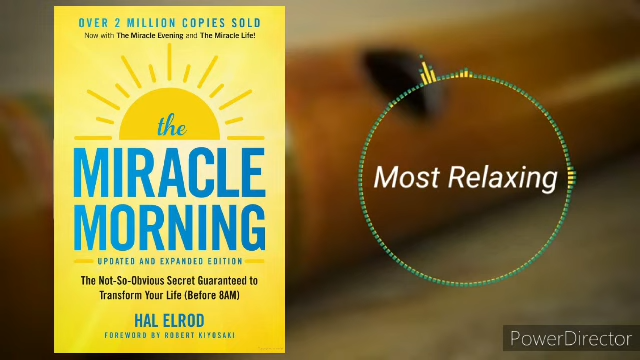 OVER 2 MILLION COPIES SOLD
Now with The Miracle Evening and The Miracle Life!
the
MIRACLE
MORNING
UPDATED AND EXPANDED EDITION
The Not-So-Obvious Secret Guaranteed to
Transform Your Life (Before 8AM)
HAL ELROD
FOREWORD BY ROBERT KIYOSAKI
Most Relaxing
PowerDirector